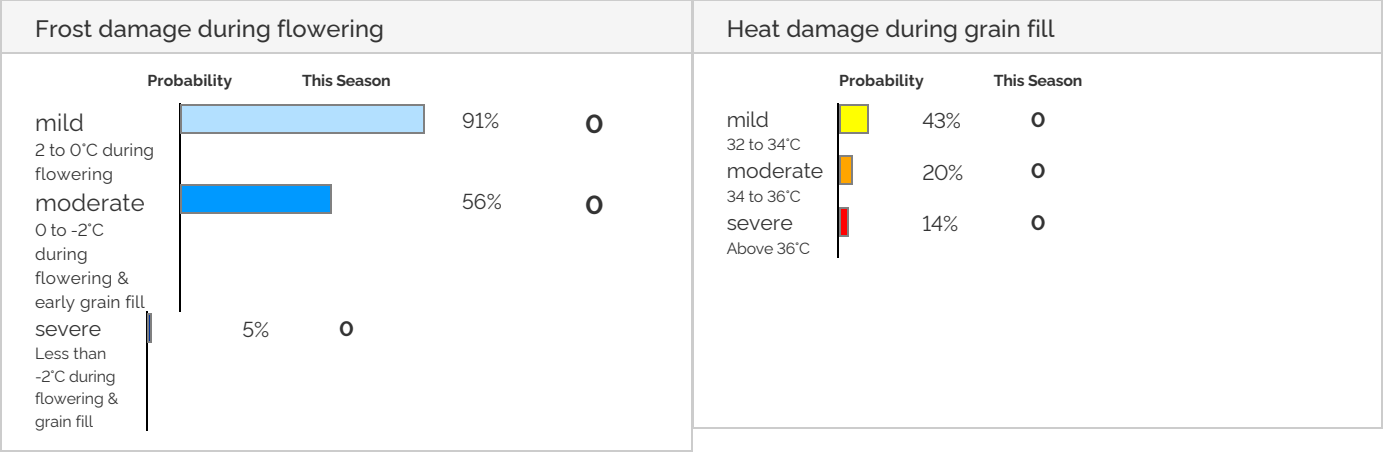 Frost damage during flowering
Probability This Season
mild 91% 0
2 to 0°C during
flowering
moderate 56% 0
0 to -2°C
during
flowering &
early grain fill
severe 5% 0
Less than
-2°C during
flowering &
grain fill
Heat damage during grain fill
Probability This Season
mild 43% 0
32 to 34°C
moderate 20% 0
34 to 36°C
severe 14% 0
Above 36°C